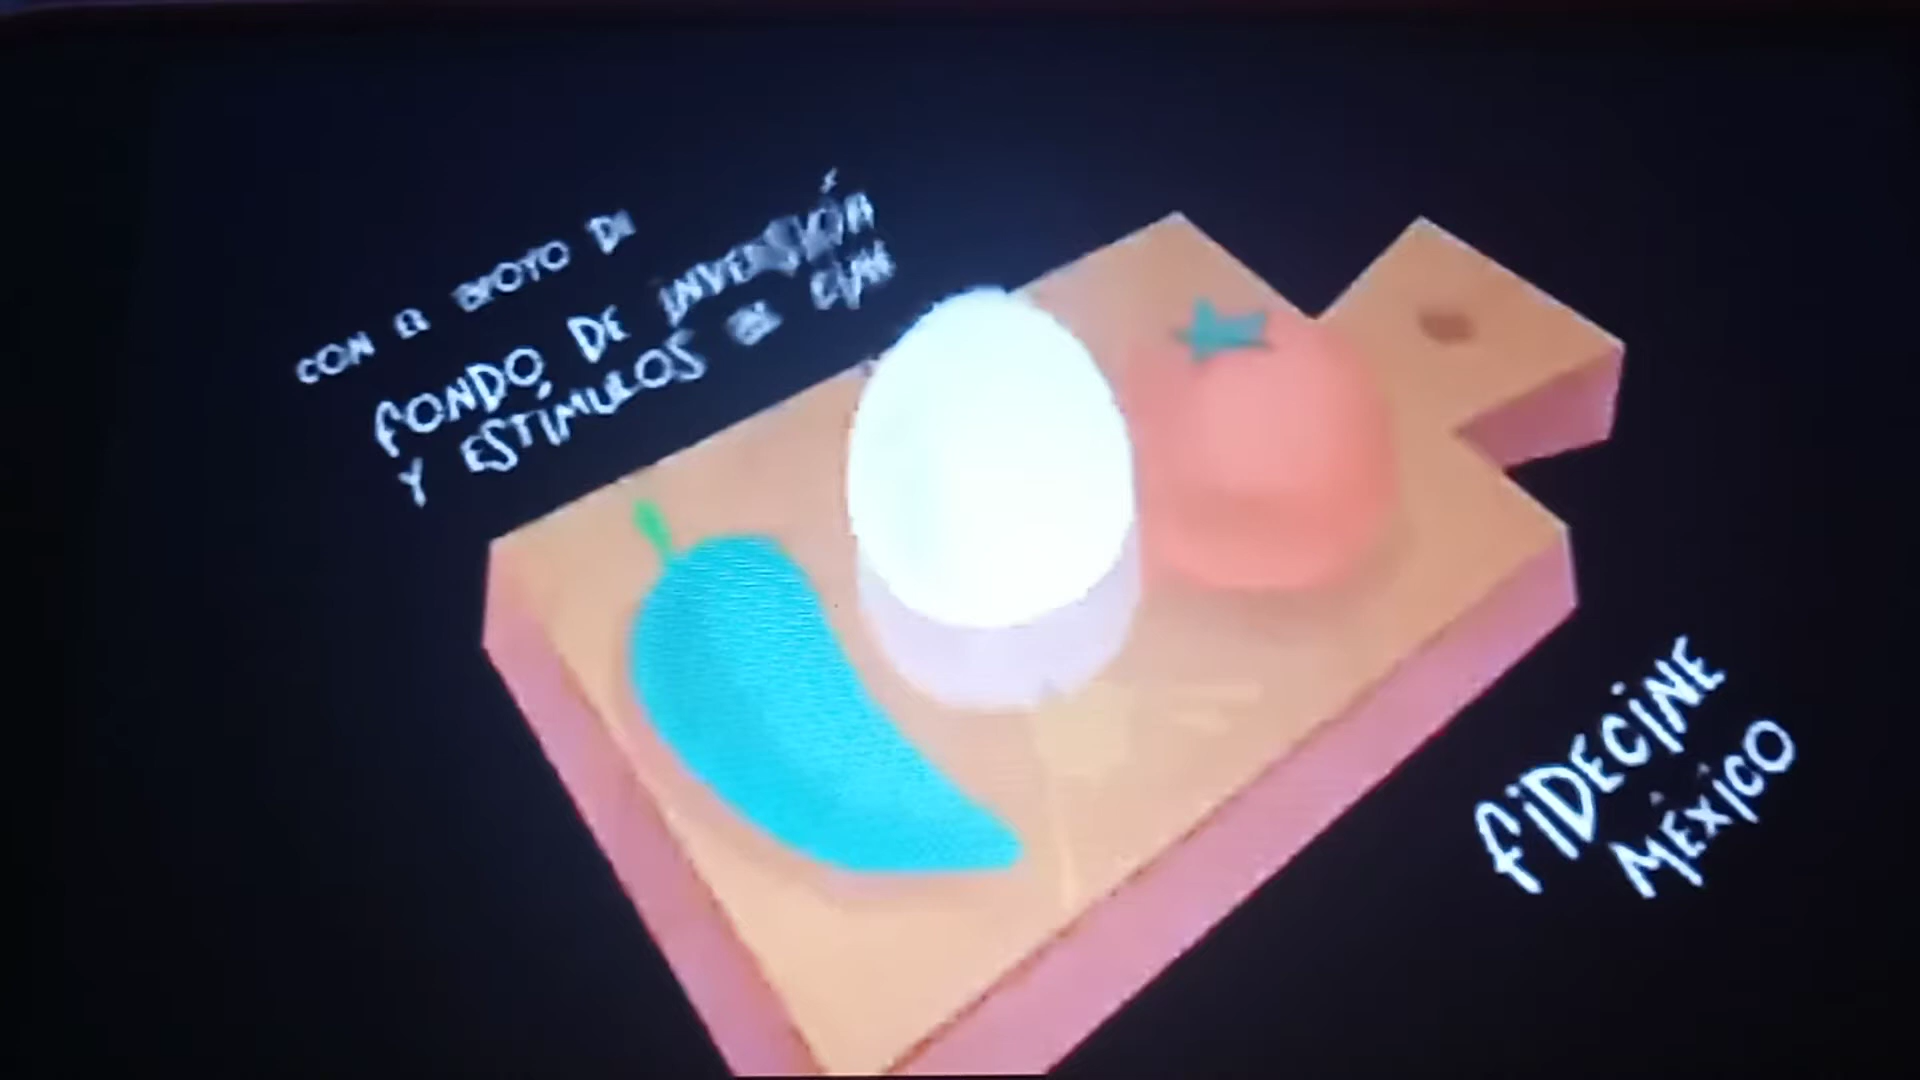 CON EL APOYO DE
FONDO DE INVERSIÓN
Y ESTÍMULOS AL CINE
FIDECINE
MÉXICO